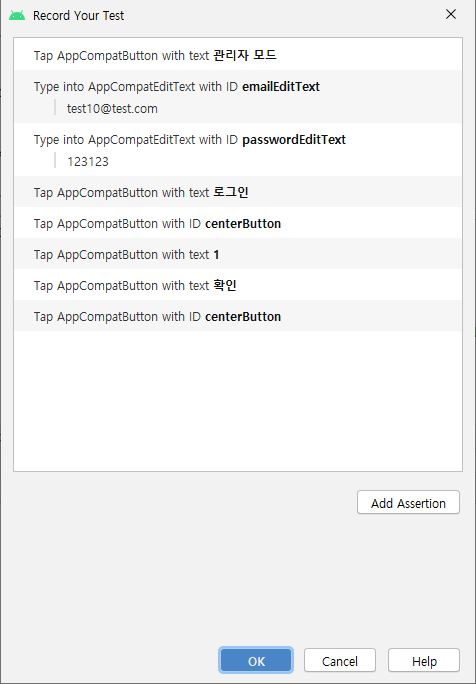 Record Your Test
Tap AppCompatButton with text 관리자 모드
Type into AppCompatEditText with ID emailEditText
test10@test.com
Type into AppCompatEditText with ID passwordEditText
123123
Tap AppCompatButton with text 로그인
Tap AppCompatButton with ID centerButton
Tap AppCompatButton with text 1
Tap AppCompatButton with text 확인
Tap AppCompatButton with ID centerButton
Add Assertion
OK Cancel Help